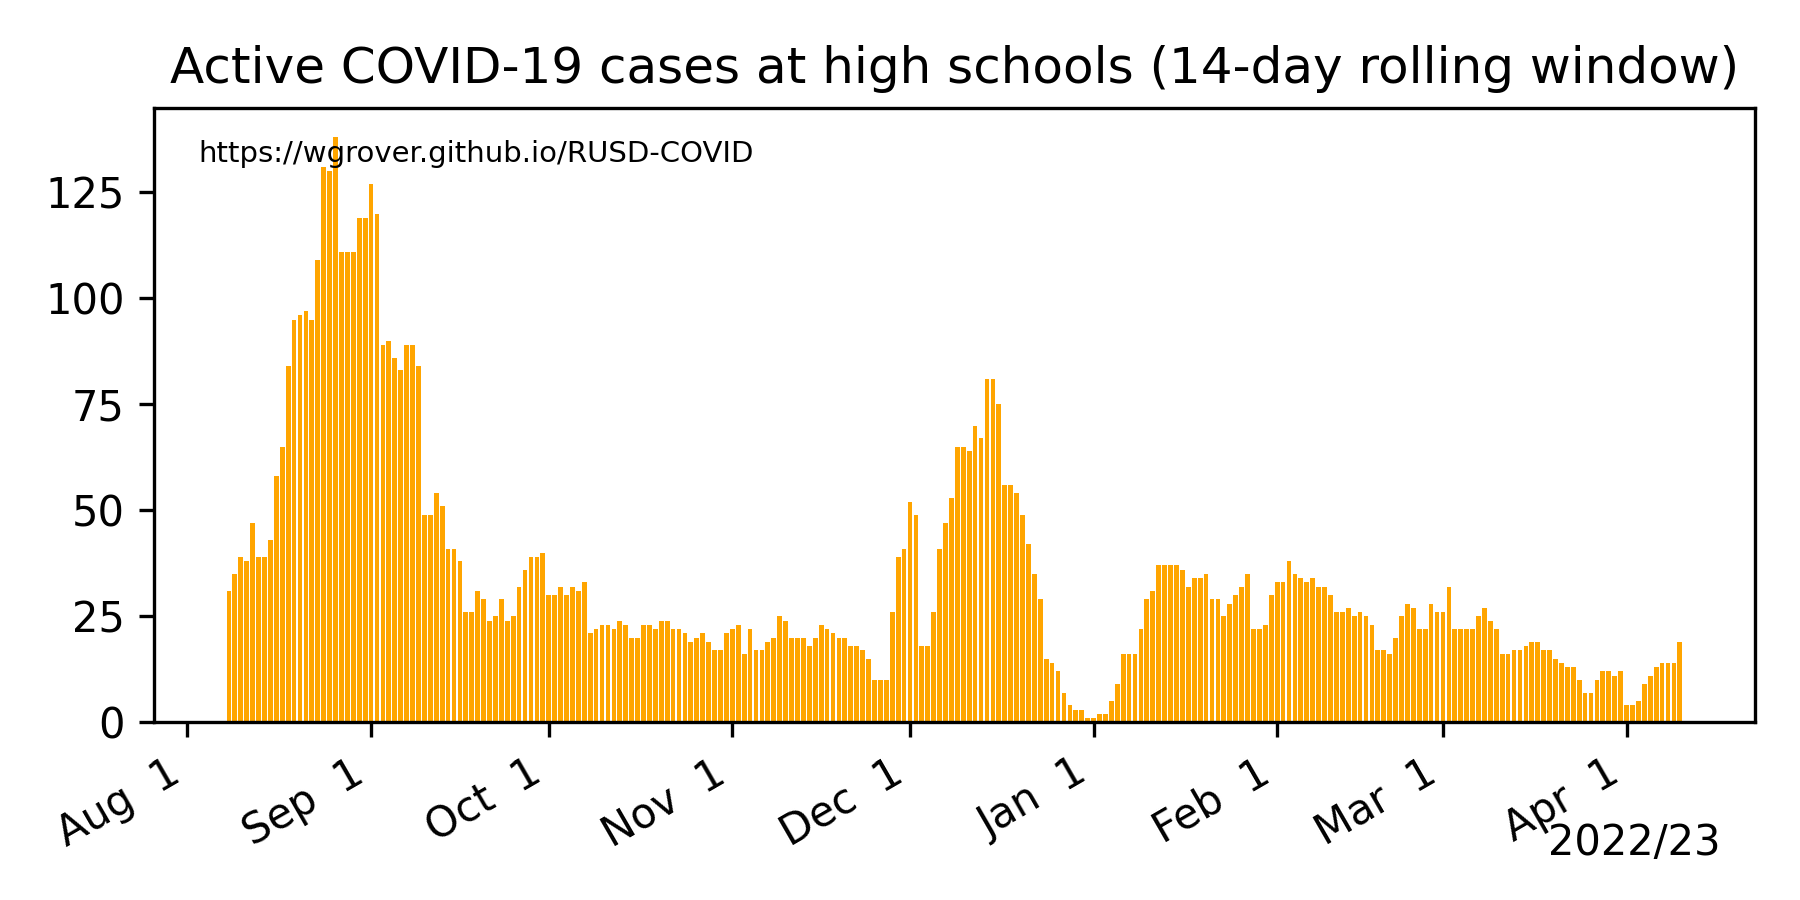 Active COVID-19 cases at high schools (14-day rolling window)
https://wgrover.github.io/RUSD-COVID
125
100
75
50
25
0
Aug 1
Sep 1
Oct 1
Nov 1
Dec 1
Jan 1
Feb 1
Mar 1
Apr 1
2022/23